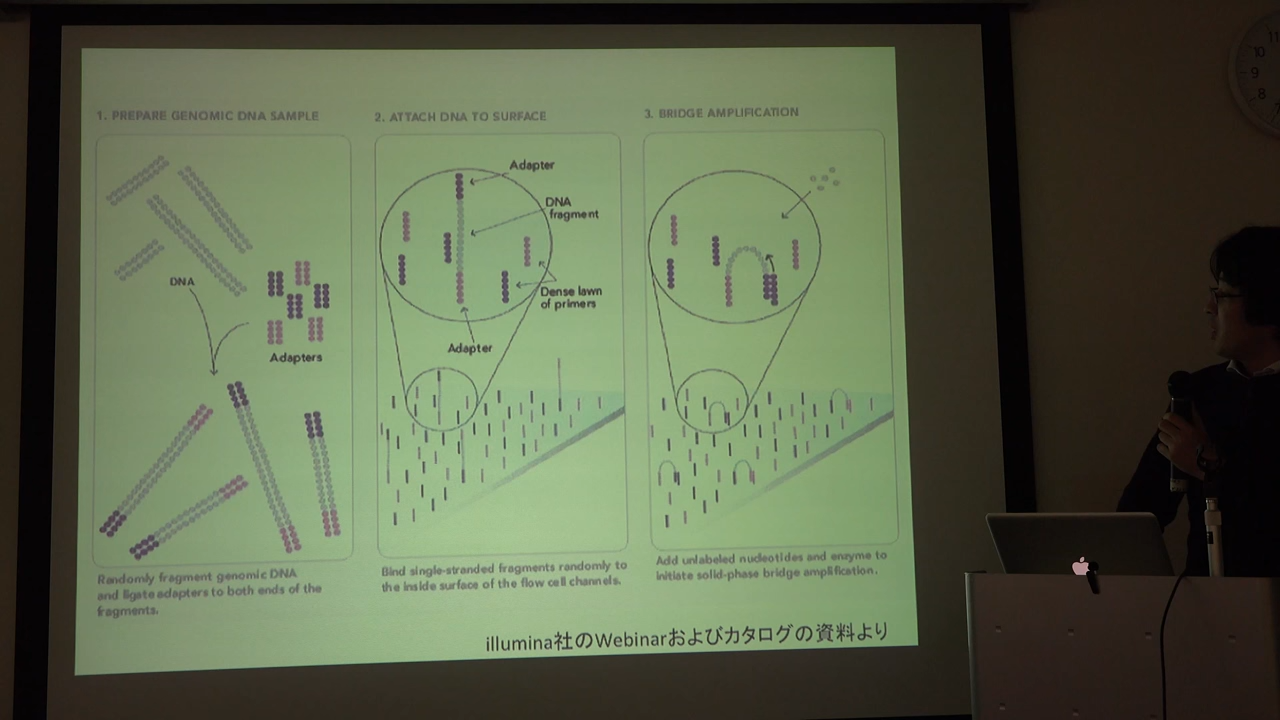 1. PREPARE GENOMIC DNA SAMPLE
DNA
Adapters
Randomly fragment genomic DNA
and ligate adapters to both ends of the
fragments.
2. ATTACH DNA TO SURFACE
Adapter
DNA
fragment
Dense lawn
of primers
Adapter
Bind single-stranded fragments randomly to
the inside surface of the flow cell channels.
3. BRIDGE AMPLIFICATION
Add unlabeled nucleotides and enzyme to
initiate solid-phase bridge amplification.
illumina社のWebinarおよびカタログの資料より
10
9
8